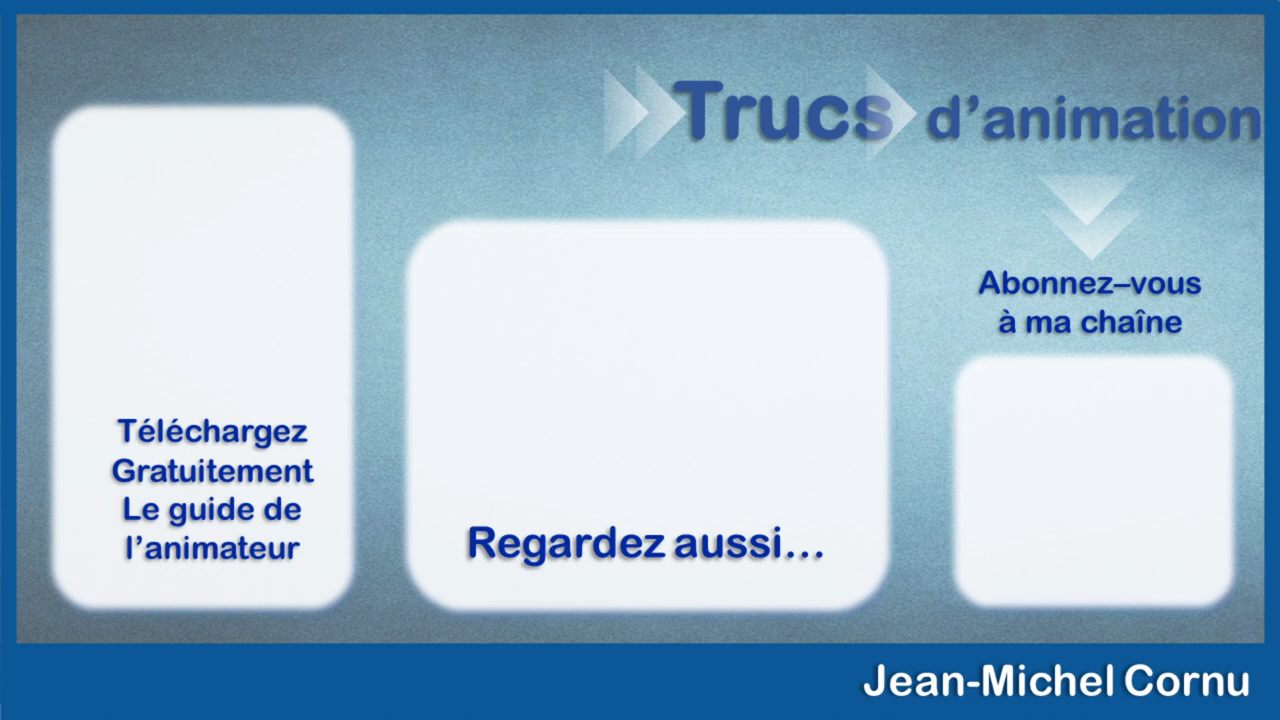 Trucs d’animation
Abonnez–vous
à ma chaîne
Téléchargez
Gratuitement
Le guide de
l’animateur
Regardez aussi…
Jean-Michel Cornu